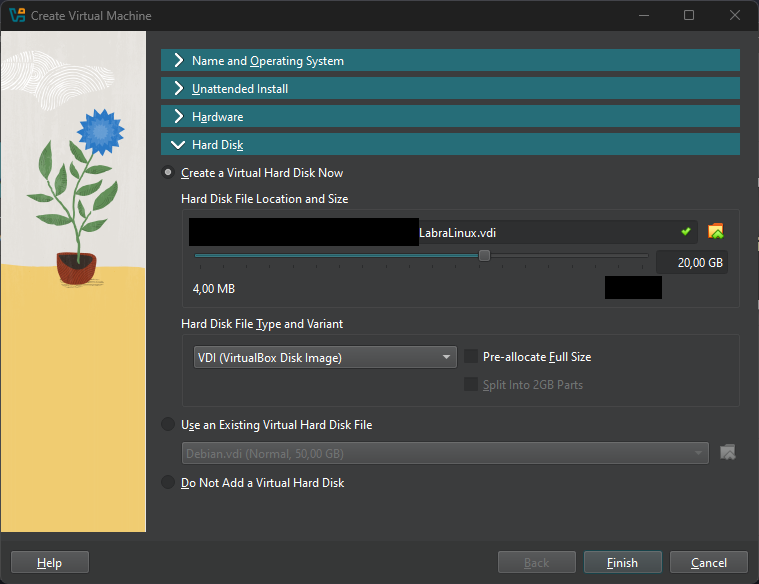 Create Virtual Machine
Name and Operating System
Unattended Install
Hardware
Hard Disk
Create a Virtual Hard Disk Now
Hard Disk File Location and Size
LabraLinux.vdi
20,00 GB
4,00 MB
Hard Disk File Type and Variant
VDI (VirtualBox Disk Image)
Pre-allocate Full Size
Split Into 2GB Parts
Use an Existing Virtual Hard Disk File
Debian.vdi (Normal, 50,00 GB)
Do Not Add a Virtual Hard Disk
Help
Back
Finish
Cancel